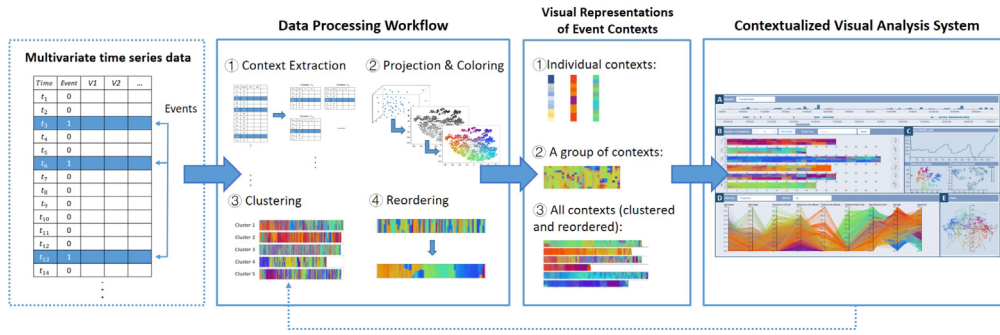 Multivariate time series data
Time Event V1 V2 ...
t₁ 0
t₂ 0
t₃ 1
t₄ 0
t₅ 0
t₆ 1
t₇ 0
t₈ 0
t₉ 0
t₁₀ 0
t₁₁ 0
t₁₂ 0
t₁₃ 1
t₁₄ 0
Events
Data Processing Workflow
① Context Extraction
② Projection & Coloring
③ Clustering
Cluster 1
Cluster 2
Cluster 3
Cluster 4
Cluster 5
④ Reordering
Visual Representations
of Event Contexts
① Individual contexts:
② A group of contexts:
③ All contexts (clustered
and reordered):
Contextualized Visual Analysis System
A
B
C
D
E